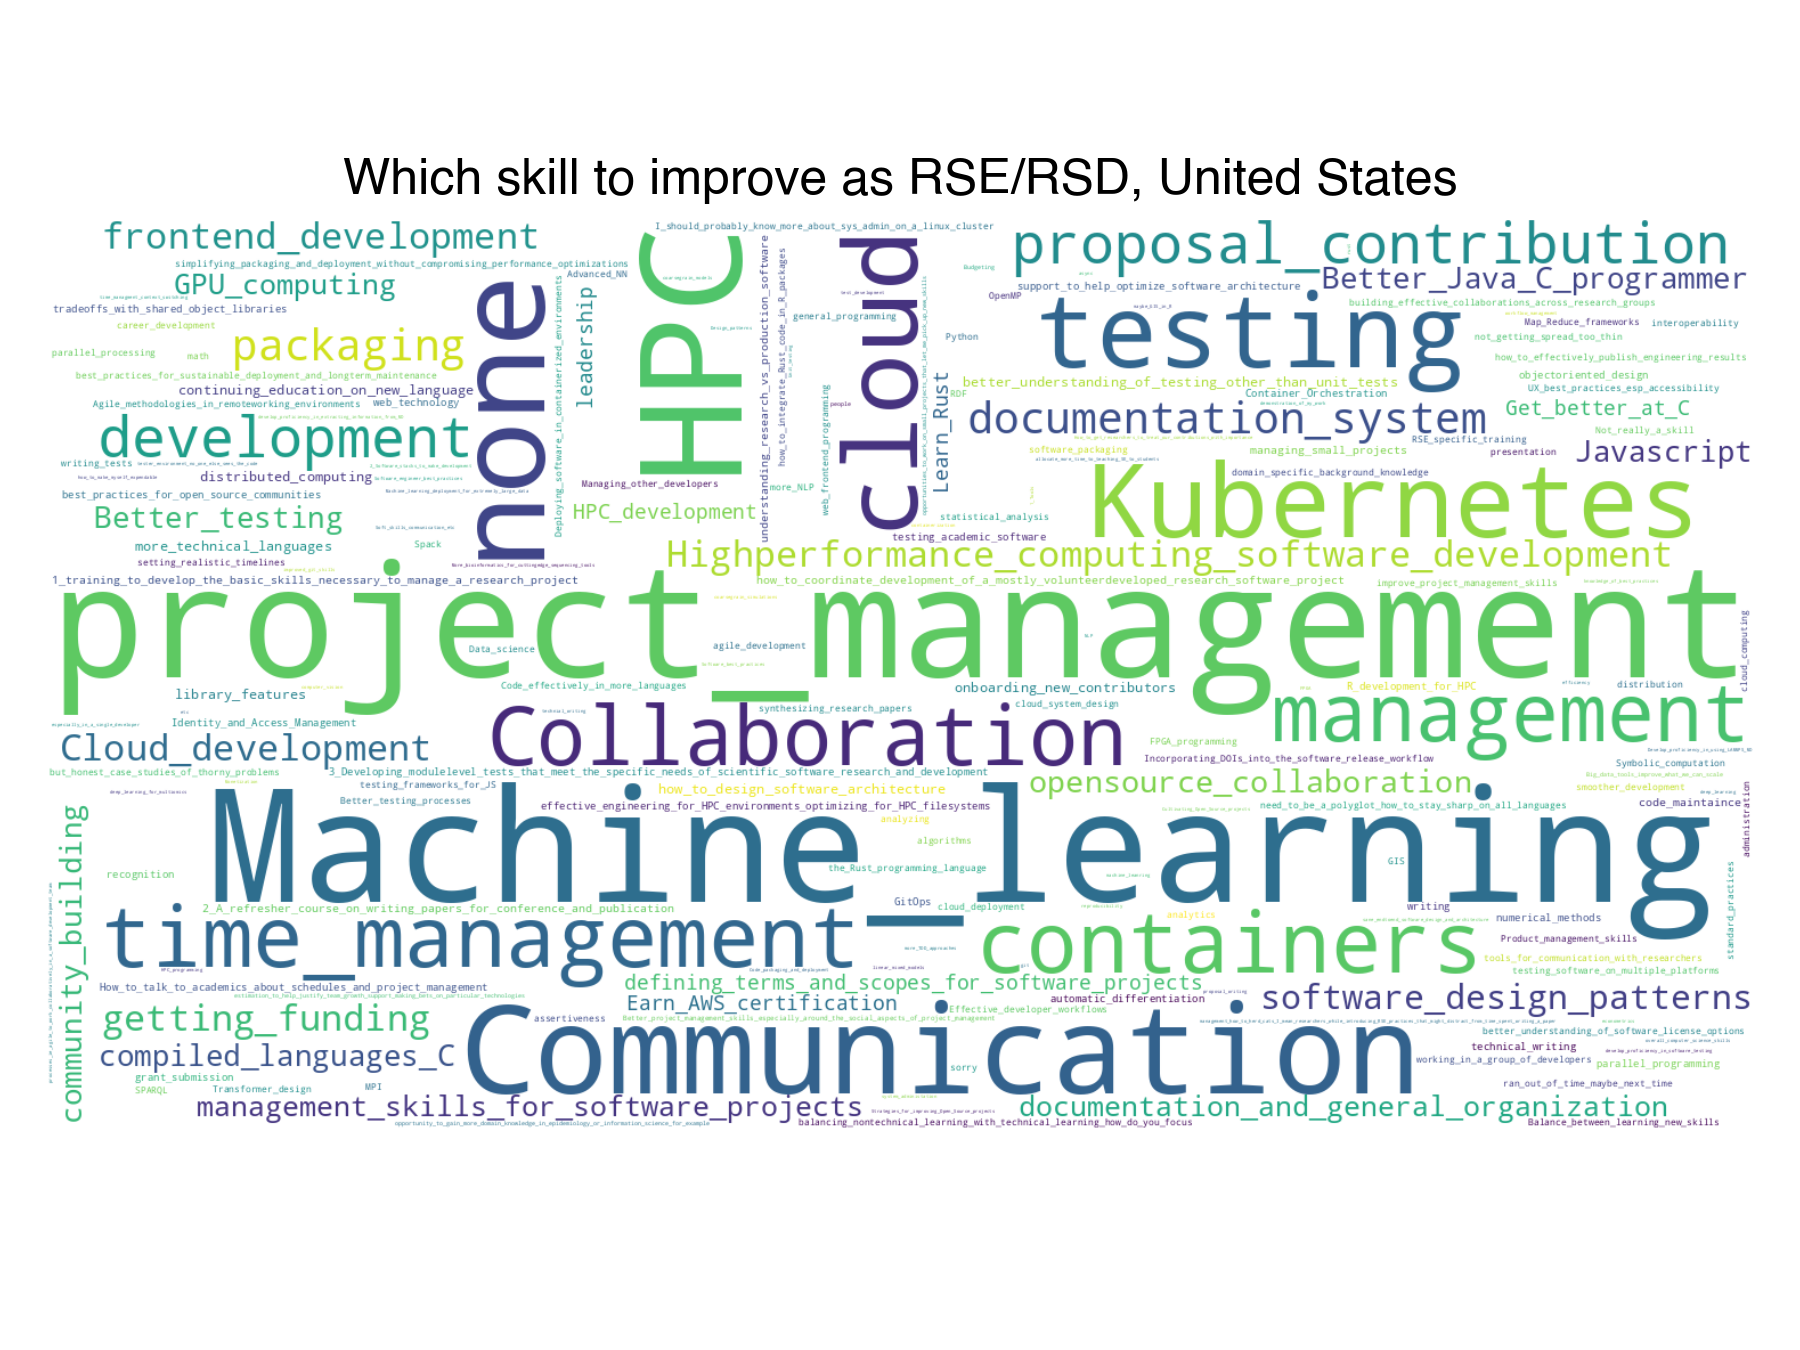 Which skill to improve as RSE/RSD, United States
frontend_development
I_should_probably_know_more_about_sys_admin_on_a_linux_cluster
proposal_contribution
simplifying_packaging_and_deployment_without_compromising_performance_optimizations
GPU_computing
Advanced_NN
none
HPC
cloud
Budgeting
support_to_help_optimize_software_architecture
Better_Java_C_programmer
tradeoffs_with_shared_object_libraries
leadership
understanding_research_vs_production_software
how_to_integrate_Rust_code_in_R_packages
OpenMP
testing
building_effective_collaborations_across_research_groups
career_development
general_programming
Map_Reduce_frameworks
interoperability
packaging
Python
not_getting_spread_too_thin
parallel_processing
math
how_to_effectively_publish_engineering_results
best_practices_for_sustainable_deployment_and_longterm_maintenance
objectoriented_design
continuing_education_on_new_language
better_understanding_of_testing_other_than_unit_tests
UX_best_practices_esp_accessibility
Agile_methodologies_in_remoteworking_environments
web_technology
Deploying_software_in_containerized_environments
web_frontend_programming
people
Learn_Rust
RDF
Container_Orchestration
Get_better_at_C
development
documentation_system
Not_really_a_skill
RSE_specific_training
writing_tests
software_packaging
managing_small_projects
presentation
Javascript
distributed_computing
Managing_other_developers
more_NLP
domain_specific_background_knowledge
best_practices_for_open_source_communities
Kubernetes
Better_testing
HPC_development
statistical_analysis
more_technical_languages
Spack
testing_academic_software
setting_realistic_timelines
Highperformance_computing_software_development
1_training_to_develop_the_basic_skills_necessary_to_manage_a_research_project
how_to_coordinate_development_of_a_mostly_volunteerdeveloped_research_software_project
improve_project_management_skills
project_management
cloud_computing
Data_science
agile_development
library_features
Code_effectively_in_more_languages
onboarding_new_contributors
R_development_for_HPC
efficiency
distribution
synthesizing_research_papers
cloud_system_design
management
Identity_and_Access_Management
Collaboration
Cloud_development
FPGA_programming
Incorporating_DOIs_into_the_software_release_workflow
Symbolic_computation
but_honest_case_studies_of_thorny_problems
3_Developing_modulelevel_tests_that_meet_the_specific_needs_of_scientific_software_research_and_development
testing_frameworks_for_JS
how_to_design_software_architecture
opensource_collaboration
smoother_development
Better_testing_processes
effective_engineering_for_HPC_environments_optimizing_for_HPC_filesystems
need_to_be_a_polyglot_how_to_stay_sharp_on_all_languages
code_maintaince
administration
community_building
Machine_learning
analyzing
algorithms
recognition
the_Rust_programming_language
GIS
standard_practices
2_A_refresher_course_on_writing_papers_for_conference_and_publication
GitOps
cloud_deployment
writing
analytics
numerical_methods
time_management
containers
Product_management_skills
tools_for_communication_with_researchers
testing_software_on_multiple_platforms
How_to_talk_to_academics_about_schedules_and_project_management
defining_terms_and_scopes_for_software_projects
Earn_AWS_certification
automatic_differentiation
software_design_patterns
Effective_developer_workflows
getting_funding
assertiveness
Better_project_management_skills_especially_around_the_social_aspects_of_project_management
Communication
better_understanding_of_software_license_options
compiled_languages_C
technical_writing
working_in_a_group_of_developers
parallel_programming
sorry
grant_submission
SPARQL
Transformer_design
MPI
ran_out_of_time_maybe_next_time
management_skills_for_software_projects
documentation_and_general_organization
opportunity_to_gain_more_domain_knowledge_in_epidemiology_or_information_science_for_example
balancing_nontechnical_learning_with_technical_learning_how_do_you_focus
Balance_between_learning_new_skills